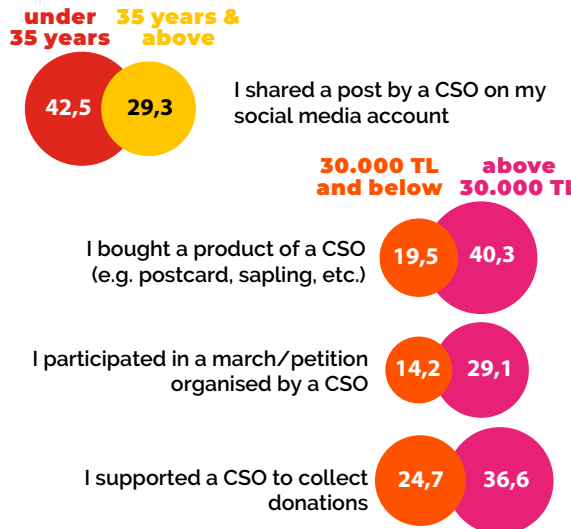 under 35 years & 
35 years above
42,5 29,3
I shared a post by a CSO on my
social media account
30.000 TL above
and below 30.000 TL
I bought a product of a CSO
(e.g. postcard, sapling, etc.)
19,5 40,3
I participated in a march/petition
organised by a CSO
14,2 29,1
I supported a CSO to collect
donations
24,7 36,6